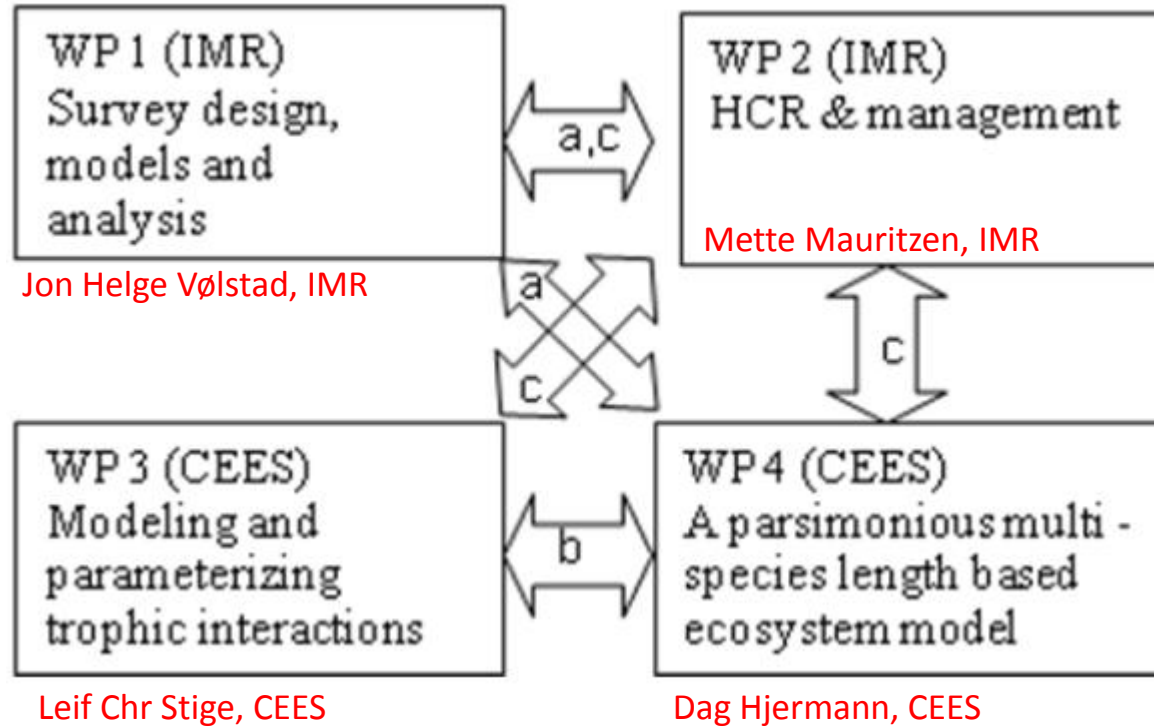 WP 1 (IMR)
Survey design,
models and
analysis
Jon Helge Vølstad, IMR
a,c
WP 2 (IMR)
HCR & management
Mette Mauritzen, IMR
a
c
c
WP 3 (CEES)
Modeling and
parameterizing
trophic interactions
Leif Chr Stige, CEES
b
WP 4 (CEES)
A parsimonious multi -
species length based
ecosystem model
Dag Hjermann, CEES